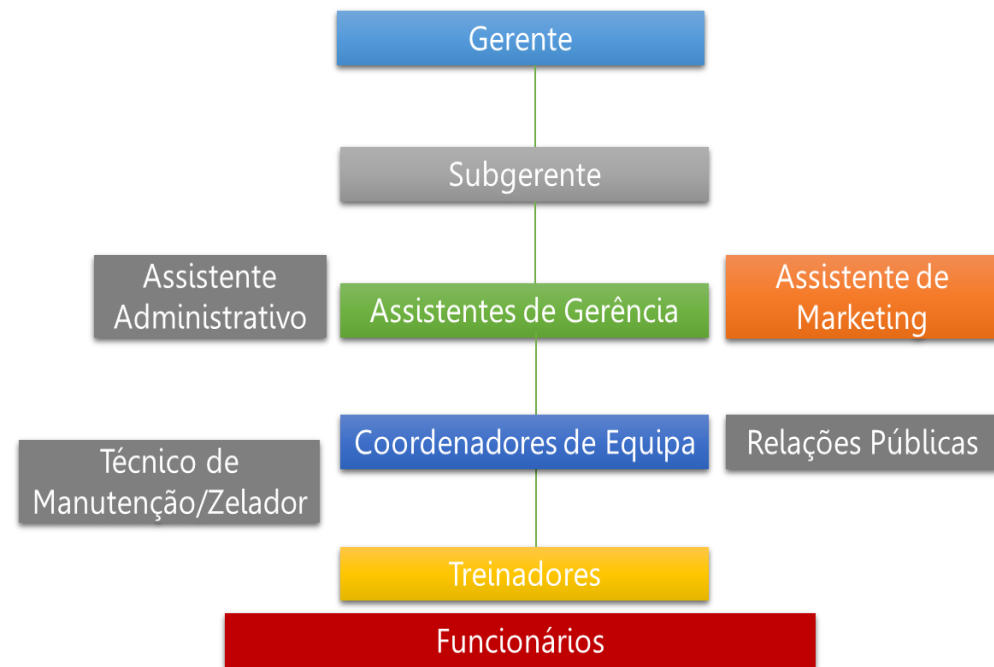 Gerente
Subgerente
Assistente
Administrativo
Assistentes de Gerência
Assistente de
Marketing
Coordenadores de Equipa
Relações Públicas
Técnico de
Manutenção/Zelador
Treinadores
Funcionários